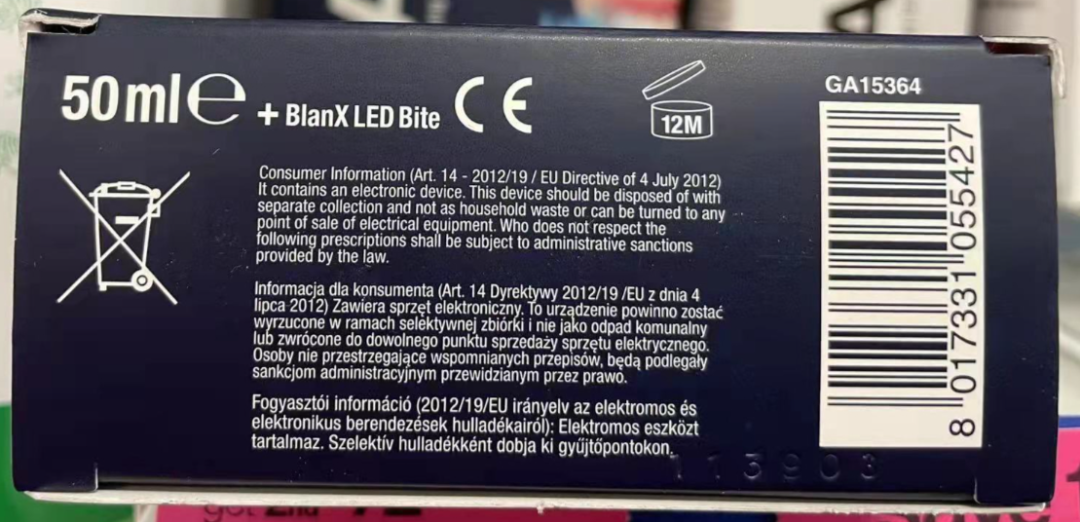 50 ml e + BlanX LED Bite CE
12M
GA15364
Consumer Information (Art. 14 - 2012/19 / EU Directive of 4 July 2012)
It contains an electronic device. This device should be disposed of with
separate collection and not as household waste or can be turned to any
point of sale of electrical equipment. Who does not respect the
following prescriptions shall be subject to administrative sanctions
provided by the law.
Informacja dla konsumenta (Art. 14 Dyrektywy 2012/19 /EU z dnia 4
lipca 2012) Zawiera sprzęt elektroniczny. To urządzenie powinno zostać
wyrzucone w ramach selektywnej zbiórki i nie jako odpad komunalny
lub zwrócone do dowolnego punktu sprzedaży sprzętu elektrycznego.
Osoby nie przestrzegające wspomnianych przepisów, będą podlegały
sankcjom administracyjnym przewidzianym przez prawo.
Fogyasztói információ (2012/19/EU irányelv az elektromos és
elektronikus berendezések hulladékairól): Elektromos eszközt
tartalmaz. Szelektív hulladékként dobja ki gyűjtőpontokon.
8 017331 055427
113903